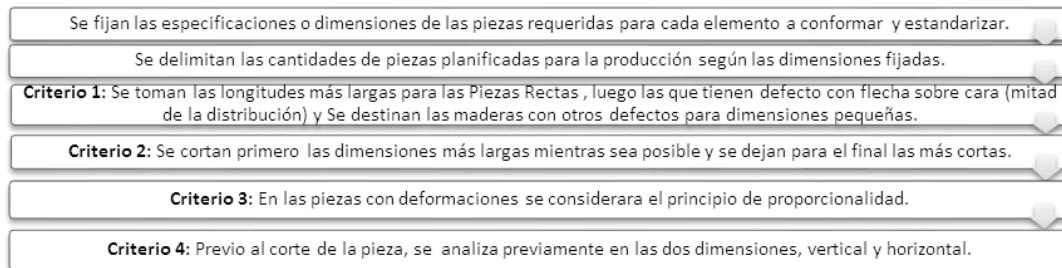 Se fijan las especificaciones o dimensiones de las piezas requeridas para cada elemento a conformar y estandarizar.
Se delimitan las cantidades de piezas planificadas para la producción según las dimensiones fijadas.
Criterio 1: Se toman las longitudes más largas para las Piezas Rectas , luego las que tienen defecto con flecha sobre cara (mitad
de la distribución) y Se destinan las maderas con otros defectos para dimensiones pequeñas.
Criterio 2: Se cortan primero las dimensiones más largas mientras sea posible y se dejan para el final las más cortas.
Criterio 3: En las piezas con deformaciones se considerara el principio de proporcionalidad.
Criterio 4: Previo al corte de la pieza, se analiza previamente en las dos dimensiones, vertical y horizontal.